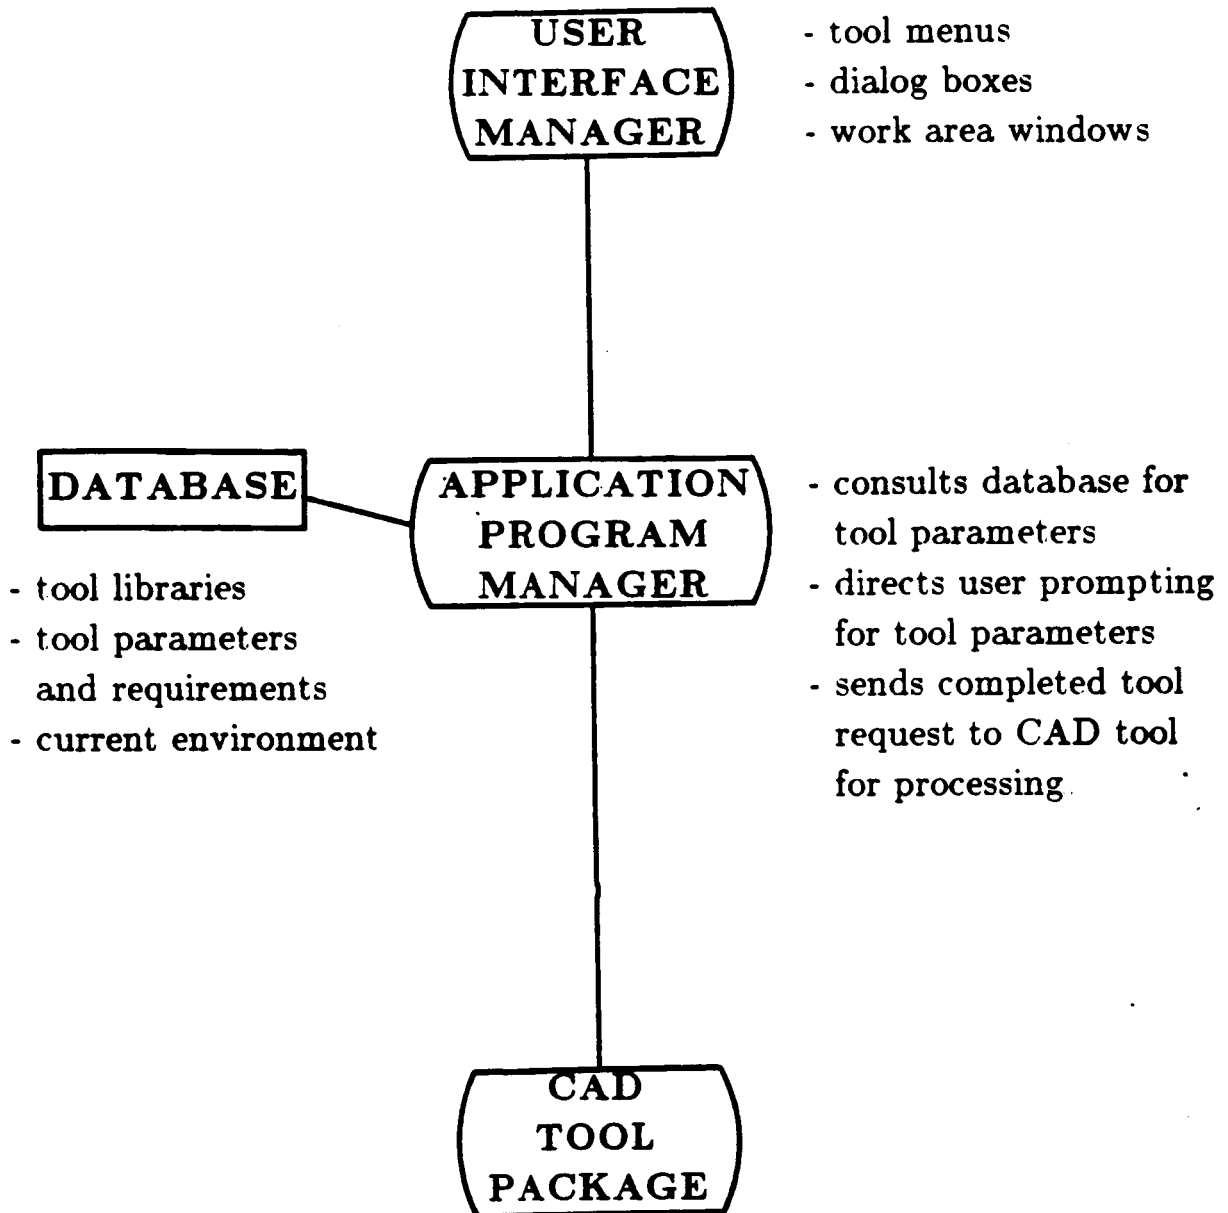 USER
INTERFACE
MANAGER
- tool menus
- dialog boxes
- work area windows
DATABASE
- tool libraries
- tool parameters
and requirements
- current environment
APPLICATION
PROGRAM
MANAGER
- consults database for
tool parameters
- directs user prompting
for tool parameters
- sends completed tool
request to CAD tool
for processing
CAD
TOOL
PACKAGE